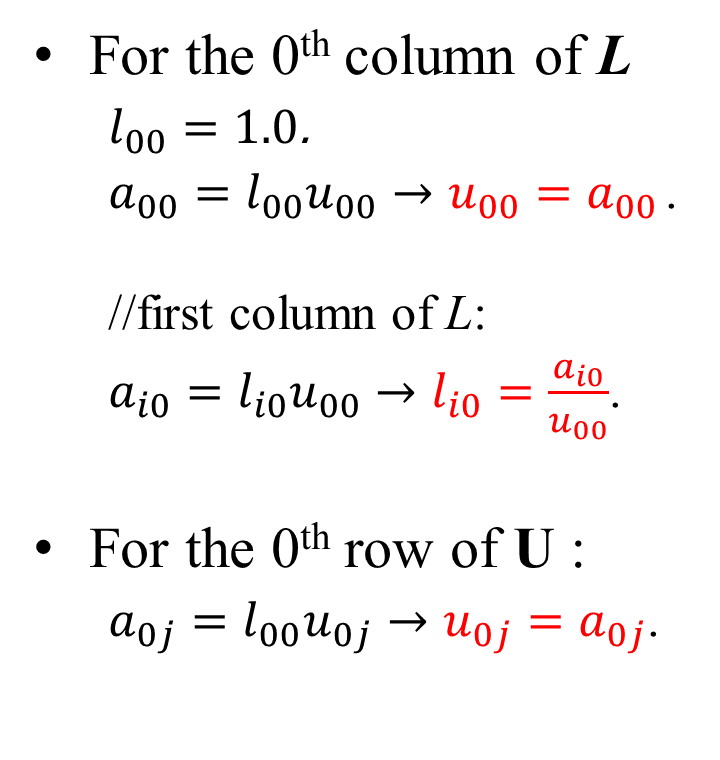 • For the 0th column of L
l00 = 1.0.
a00 = l00u00 → u00 = a00 .
//first column of L:
ai0 = li0u00 → li0 = ai0/u00.
• For the 0th row of U :
a0j = l00u0j → u0j = a0j.